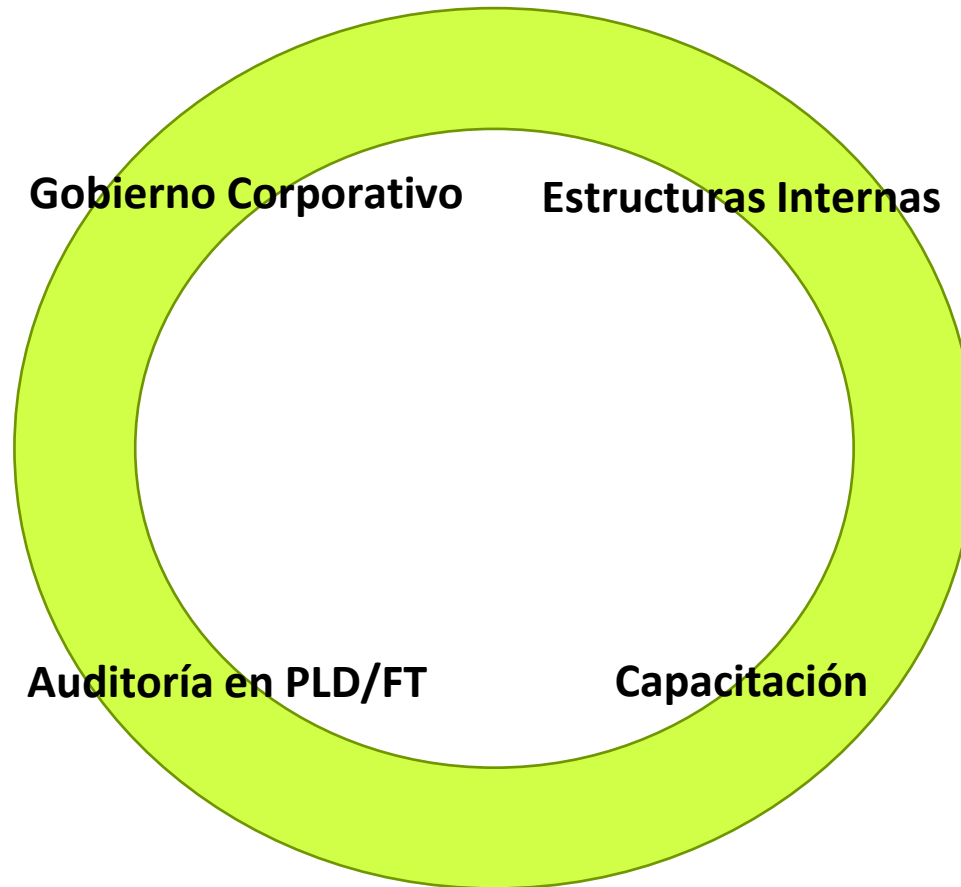 Gobierno Corporativo
Estructuras Internas
Auditoría en PLD/FT
Capacitación